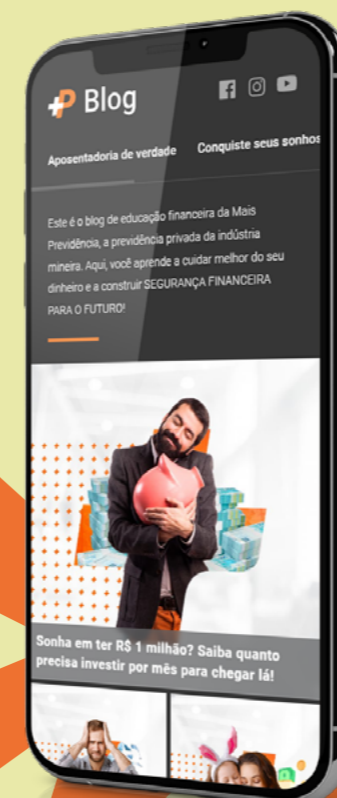 +P Blog
Aposentadoria de verdade
Conquiste seus sonhos
Este é o blog de educação financeira da Mais
Previdência, a previdência privada da indústria
mineira. Aqui, você aprende a cuidar melhor do seu
dinheiro e a construir SEGURANÇA FINANCEIRA
PARA O FUTURO!
Sonha em ter R$ 1 milhão? Saiba quanto
precisa investir por mês para chegar lá!